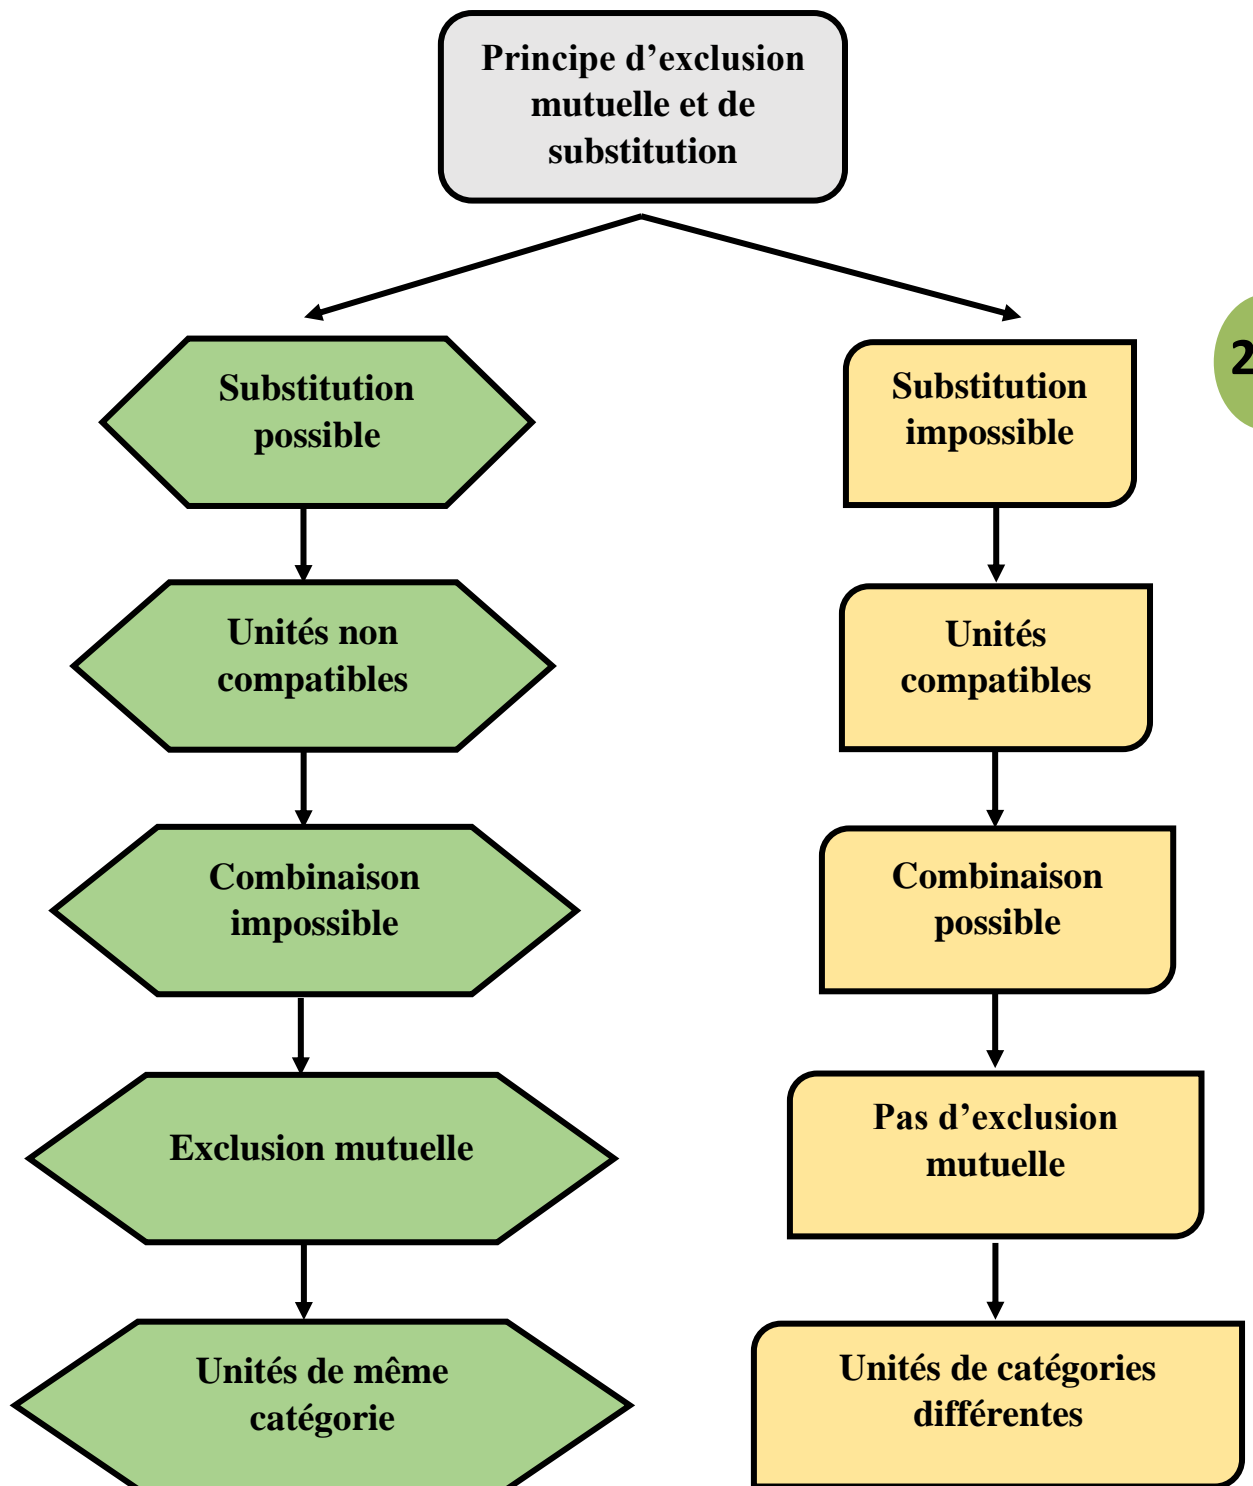 Principe d’exclusion
mutuelle et de
substitution
Substitution
possible
Substitution
impossible
2
Unités non
compatibles
Unités
compatibles
Combinaison
impossible
Combinaison
possible
Exclusion mutuelle
Pas d’exclusion
mutuelle
Unités de même
catégorie
Unités de catégories
différentes